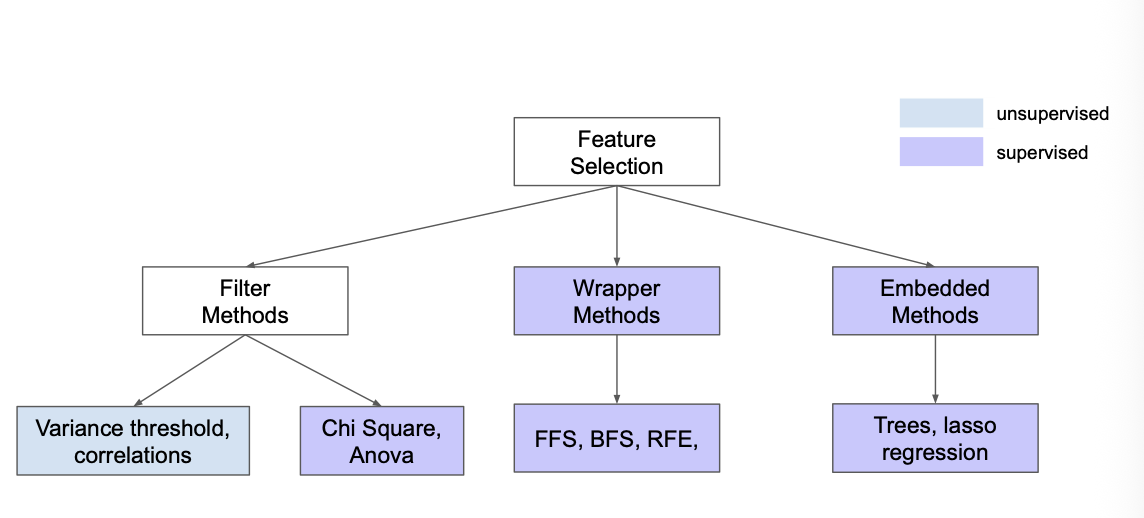 unsupervised
supervised
Feature
Selection
Filter
Methods
Wrapper
Methods
Embedded
Methods
Variance threshold,
correlations
Chi Square,
Anova
FFS, BFS, RFE,
Trees, lasso
regression